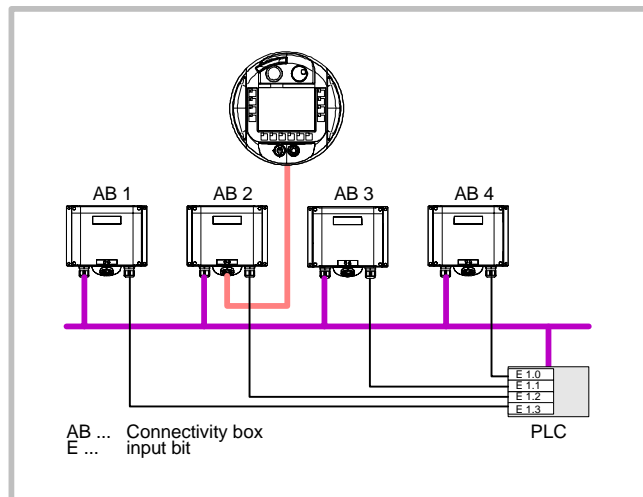 AB 1 AB 2 AB 3 AB 4
E 1.0
E 1.1
E 1.2
E 1.3
AB ... Connectivity box
E ... input bit
PLC